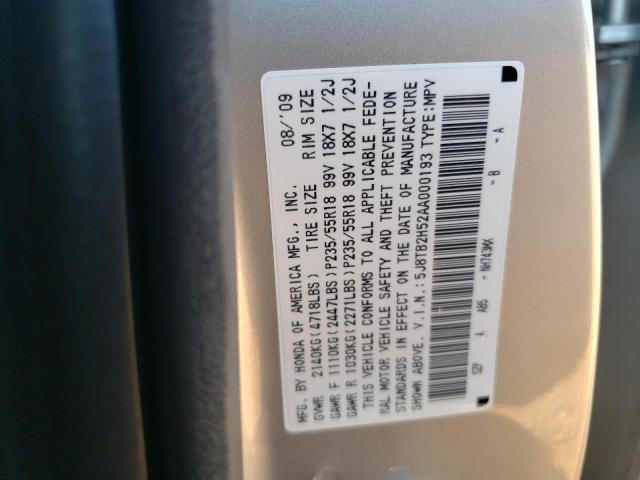 MFG. BY HONDA OF AMERICA MFG., INC. 08/'09
GVWR 2140KG(4718LBS) TIRE SIZE RIM SIZE
GAWR F 1110KG(2447LBS)P235/55R18 99V 18X7 1/2J
GAWR R 1030KG(2271LBS)P235/55R18 99V 18X7 1/2J
THIS VEHICLE CONFORMS TO ALL APPLICABLE FEDE-
RAL MOTOR VEHICLE SAFETY AND THEFT PREVENTION
STANDARDS IN EFFECT ON THE DATE OF MANUFACTURE
SHOWN ABOVE. V.I.N.:5J8TB2H52AA000193 TYPE:MPV
SZP A AB5 - NH743MX - B - A